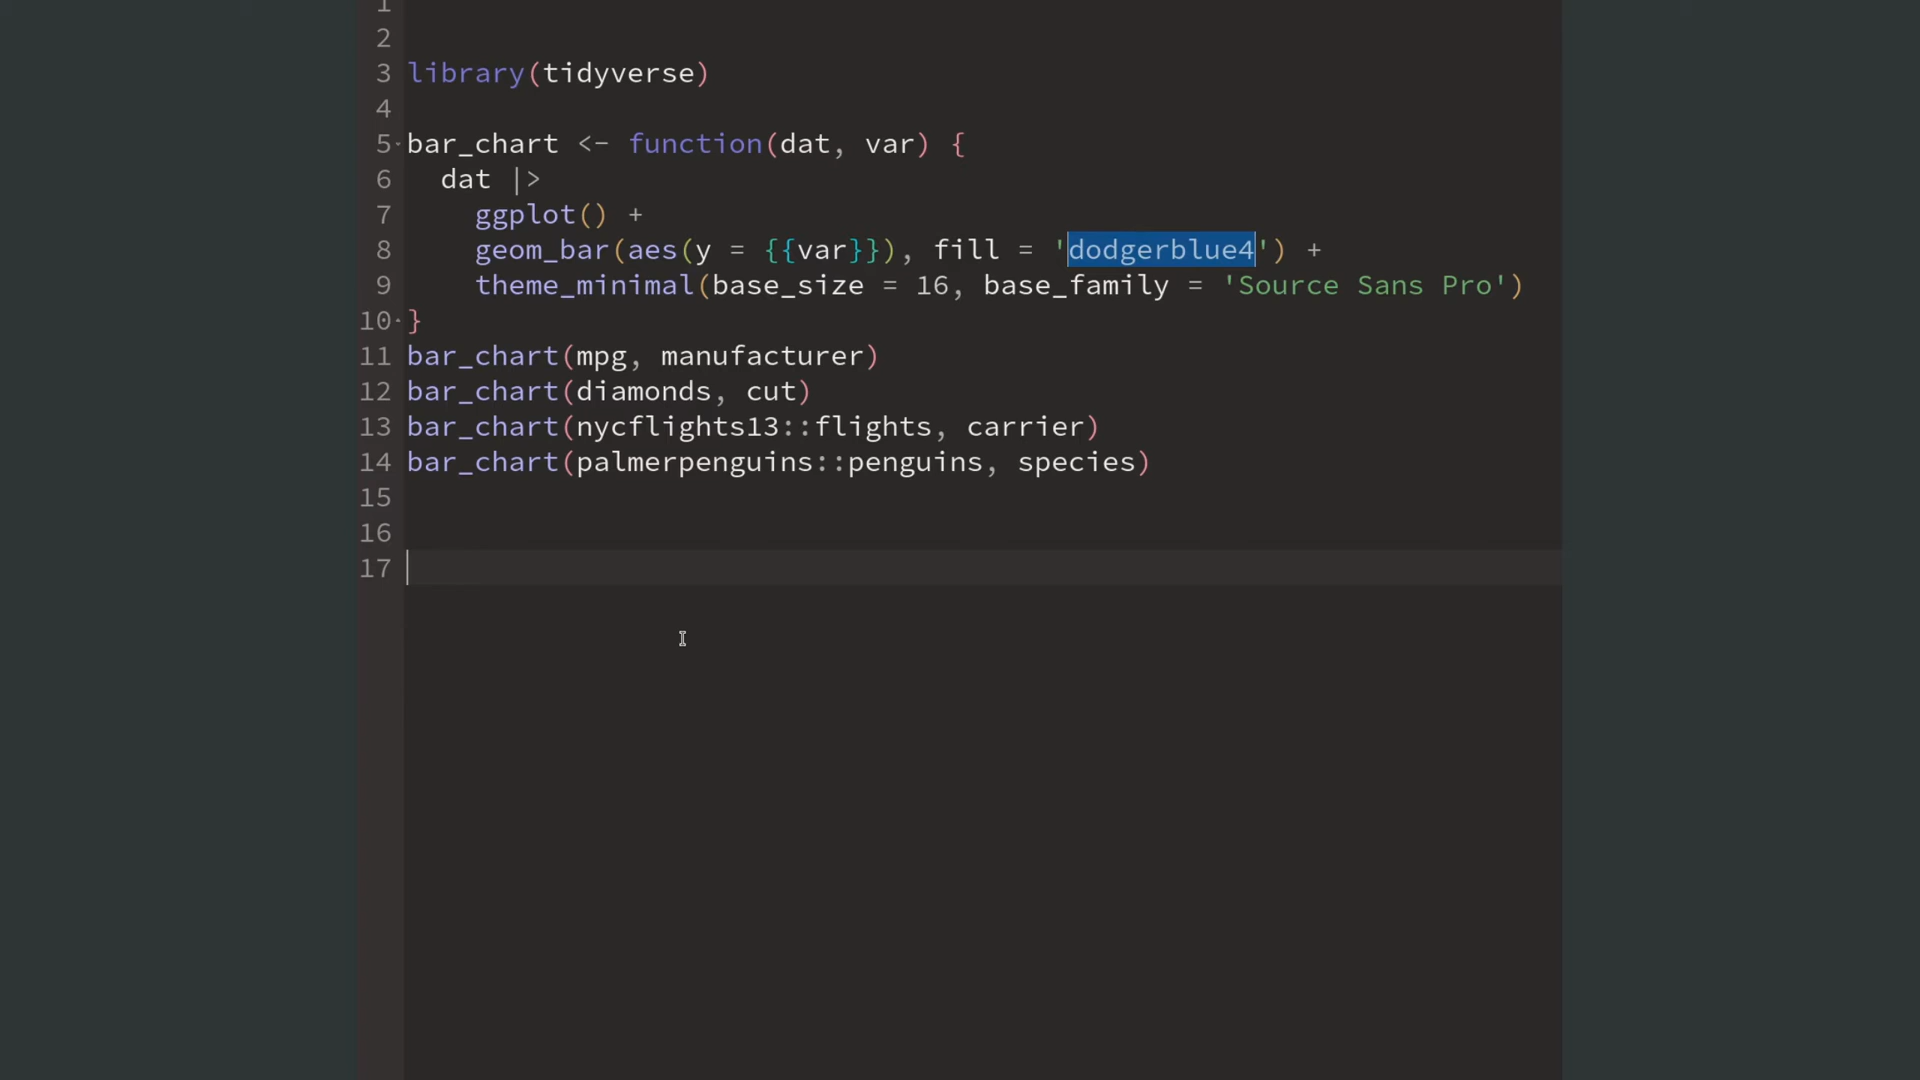 1
2
3 library(tidyverse)
4
5 bar_chart <- function(dat, var) {
6   dat |>
7     ggplot() +
8     geom_bar(aes(y = {{var}}), fill = 'dodgerblue4') +
9     theme_minimal(base_size = 16, base_family = 'Source Sans Pro')
10 }
11 bar_chart(mpg, manufacturer)
12 bar_chart(diamonds, cut)
13 bar_chart(nycflights13::flights, carrier)
14 bar_chart(palmerpenguins::penguins, species)
15
16
17